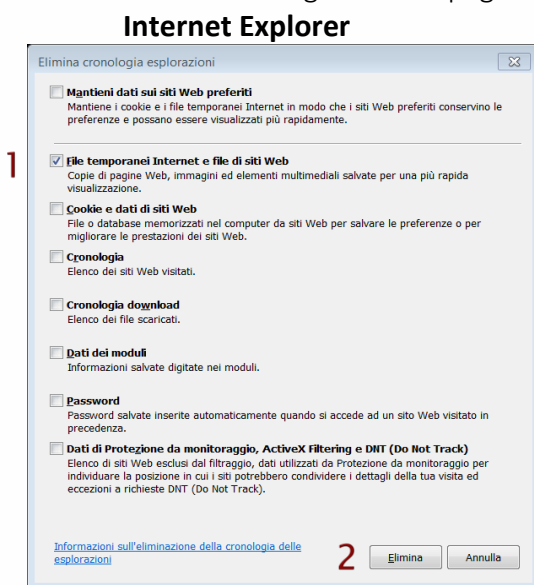 Internet Explorer
Elimina cronologia esplorazioni
Mantieni dati sui siti Web preferiti
Mantiene i cookie e i file temporanei Internet in modo che i siti Web preferiti conservino le
preferenze e possano essere visualizzati più rapidamente.
1
File temporanei Internet e file di siti Web
Copie di pagine Web, immagini ed elementi multimediali salvate per una più rapida
visualizzazione.
Cookie e dati di siti Web
File o database memorizzati nel computer da siti Web per salvare le preferenze o per
migliorare le prestazioni dei siti Web.
Cronologia
Elenco dei siti Web visitati.
Cronologia download
Elenco dei file scaricati.
Dati dei moduli
Informazioni salvate digitate nei moduli.
Password
Password salvate inserite automaticamente quando si accede ad un sito Web visitato in
precedenza.
Dati di Protezione da monitoraggio, ActiveX Filtering e DNT (Do Not Track)
Elenco di siti Web esclusi dal filtraggio, dati utilizzati da Protezione da monitoraggio per
individuare la posizione in cui i siti potrebbero condividere i dettagli della tua visita ed
eccezioni a richieste DNT (Do Not Track).
Informazioni sull'eliminazione della cronologia delle
esplorazioni
2
Elimina
Annulla